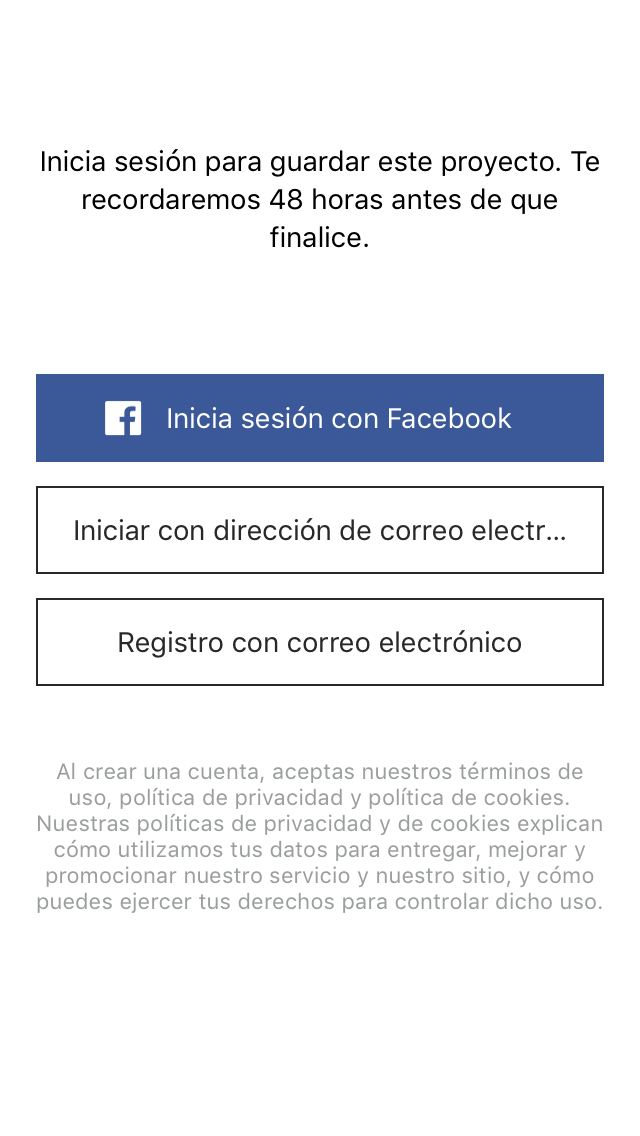 Inicia sesión para guardar este proyecto. Te
recordaremos 48 horas antes de que
finalice.
Inicia sesión con Facebook
Iniciar con dirección de correo electr...
Registro con correo electrónico
Al crear una cuenta, aceptas nuestros términos de
uso, política de privacidad y política de cookies.
Nuestras políticas de privacidad y de cookies explican
cómo utilizamos tus datos para entregar, mejorar y
promocionar nuestro servicio y nuestro sitio, y cómo
puedes ejercer tus derechos para controlar dicho uso.